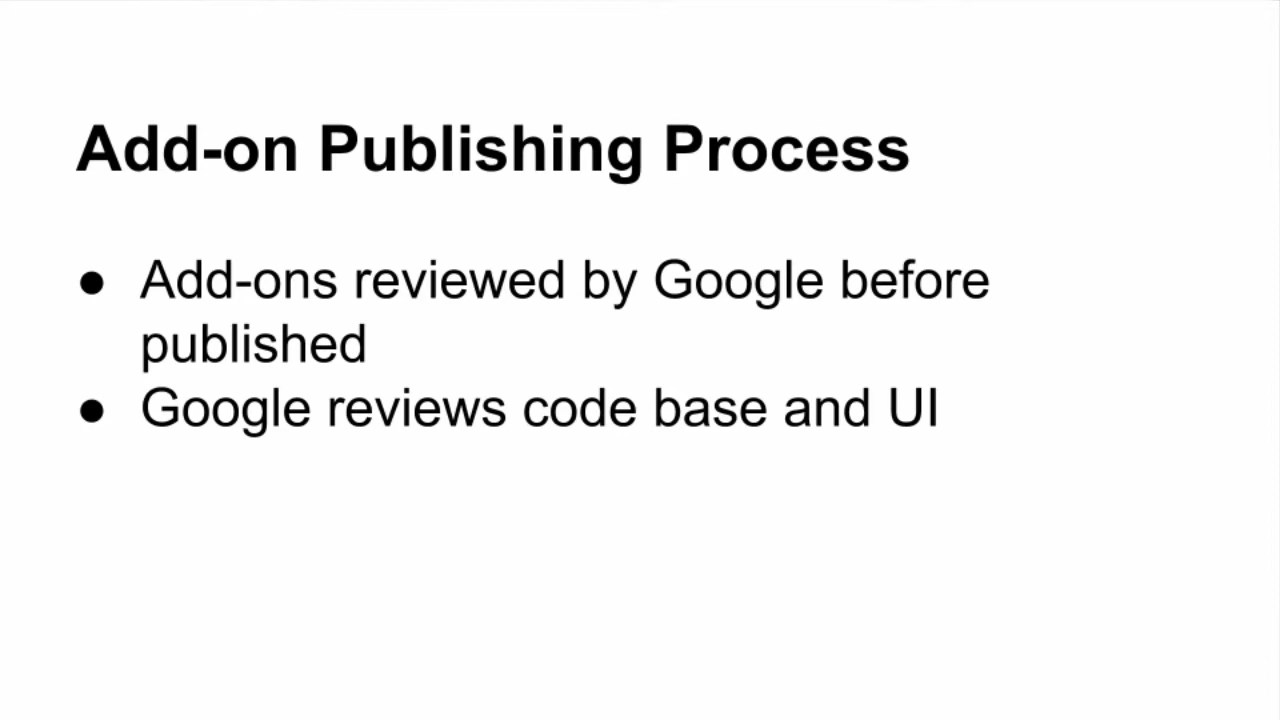 Add-on Publishing Process
● Add-ons reviewed by Google before
published
● Google reviews code base and UI